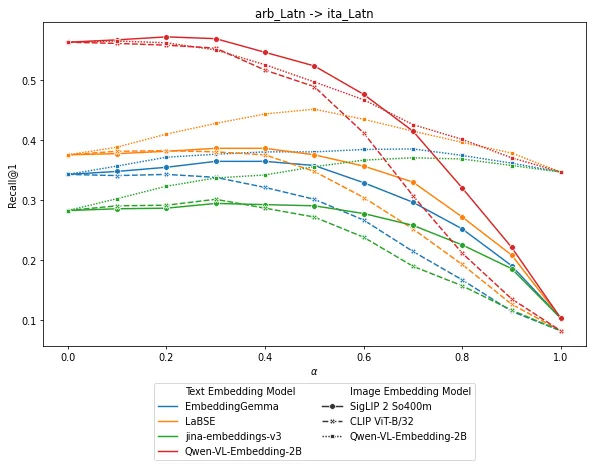 arb_Latn -> ita_Latn
Recall@1
0.5
0.4
0.3
0.2
0.1
0.0 0.2 0.4 0.6 0.8 1.0
α
Text Embedding Model Image Embedding Model
EmbeddingGemma SigLIP 2 So400m
LaBSE CLIP ViT-B/32
jina-embeddings-v3 Qwen-VL-Embedding-2B
Qwen-VL-Embedding-2B